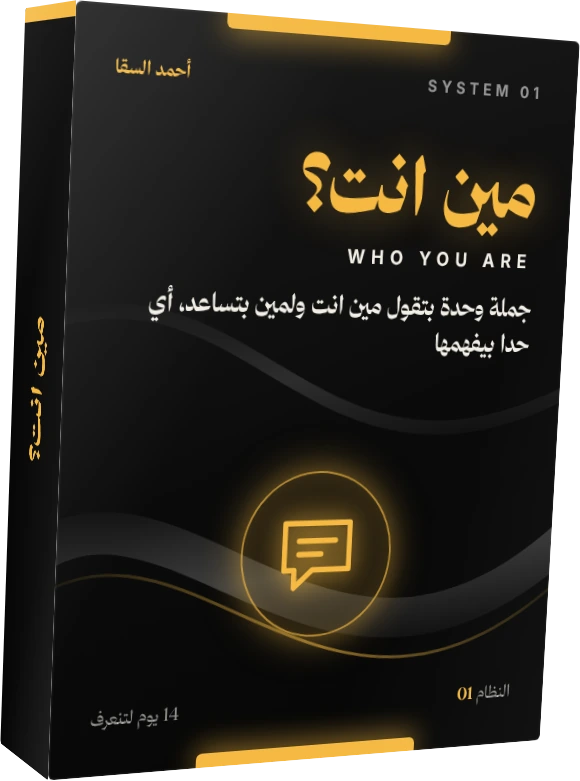 أحمد السقا
SYSTEM 01
مين انت؟
WHO YOU ARE
جملة وحدة بتقول مين انت ولمين بتساعد، أي
حدا بيفهمها
مين انت؟
النظام 01
14 يوم لتنعرف